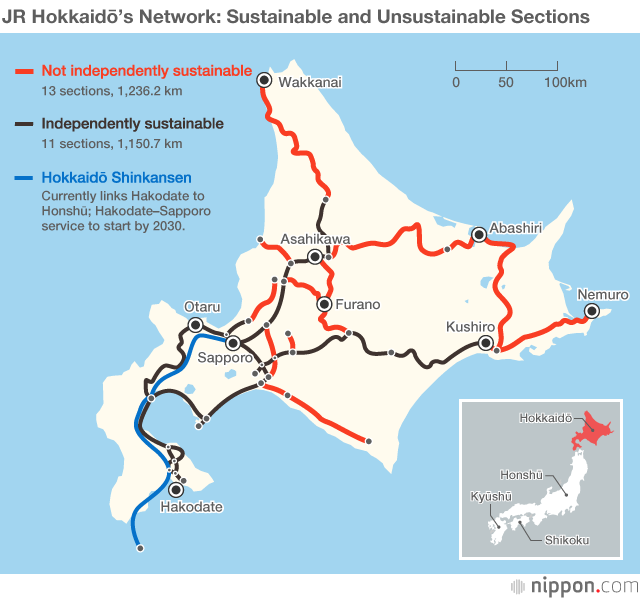 JR Hokkaidō's Network: Sustainable and Unsustainable Sections
Not independently sustainable
13 sections, 1,236.2 km
Independently sustainable
11 sections, 1,150.7 km
Hokkaidō Shinkansen
Currently links Hakodate to
Honshū; Hakodate–Sapporo
service to start by 2030.
0 50 100km
Wakkanai
Abashiri
Asahikawa
Nemuro
Furano
Otaru
Kushiro
Sapporo
Hakodate
Hokkaidō
Honshū
Kyūshū
Shikoku
nippon.com